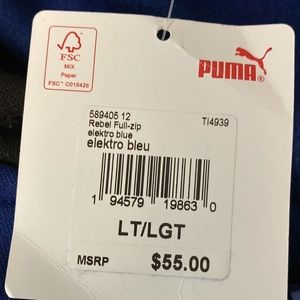 FSC
MIX
Paper
FSC™ C015426
PUMA
589405 12 TI4939
Rebel Full-zip
elektro blue
elektro bleu
1 94579 19863 0
LT/LGT
MSRP $55.00